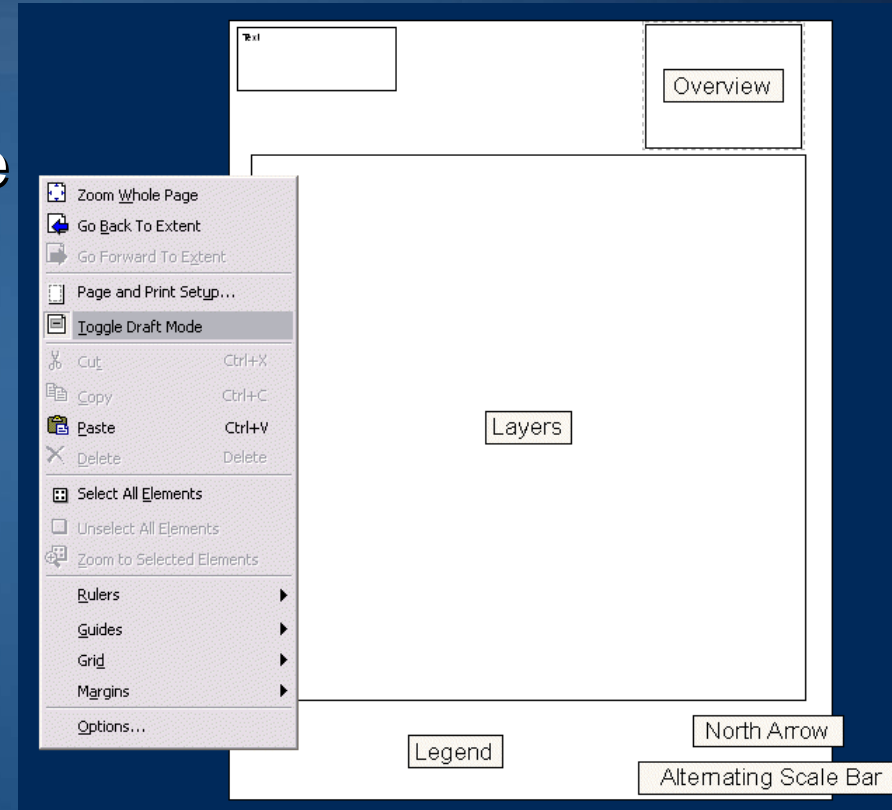 Text
Overview
e
Zoom Whole Page
Go Back To Extent
Go Forward To Extent
Page and Print Setup...
Toggle Draft Mode
Cut Ctrl+X
Copy Ctrl+C
Paste Ctrl+V
Delete Delete
Select All Elements
Unselect All Elements
Zoom to Selected Elements
Rulers
Guides
Grid
Margins
Options...
Layers
Legend
North Arrow
Alternating Scale Bar